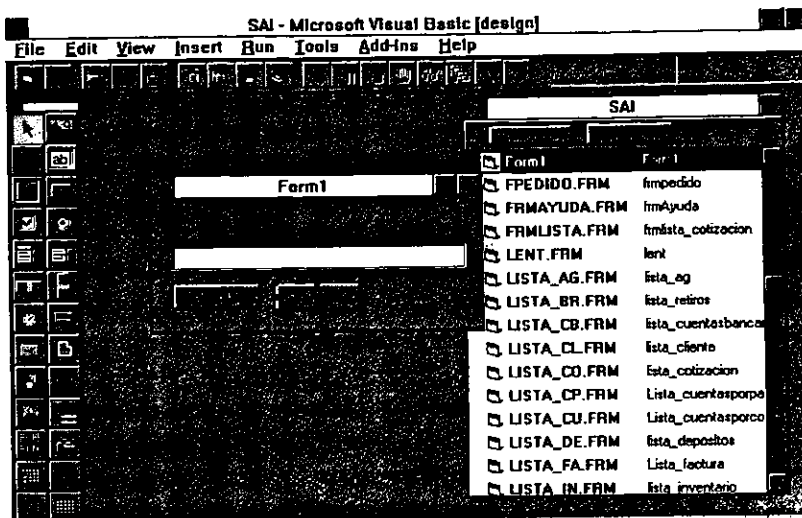 SAI - Microsoft Visual Basic [design]
File Edit View Insert Run Tools Add-Ins Help
SAI
Form1 Form1
Form1
FPEDIDO.FRM frmpedido
FRMAYUDA.FRM frmAyuda
FRMLISTA.FRM frmlista_cotizacion
LENT.FRM lent
LISTA_AG.FRM lista_ag
LISTA_BR.FRM lista_retiros
LISTA_CB.FRM lista_cuentasbancar
LISTA_CL.FRM lista_cliente
LISTA_CO.FRM lista_cotizacion
LISTA_CP.FRM Lista_cuentasporpa
LISTA_CU.FRM Lista_cuentasporco
LISTA_DE.FRM lista_depositos
LISTA_FA.FRM Lista_factura
LISTA_IN.FRM lista_inventario